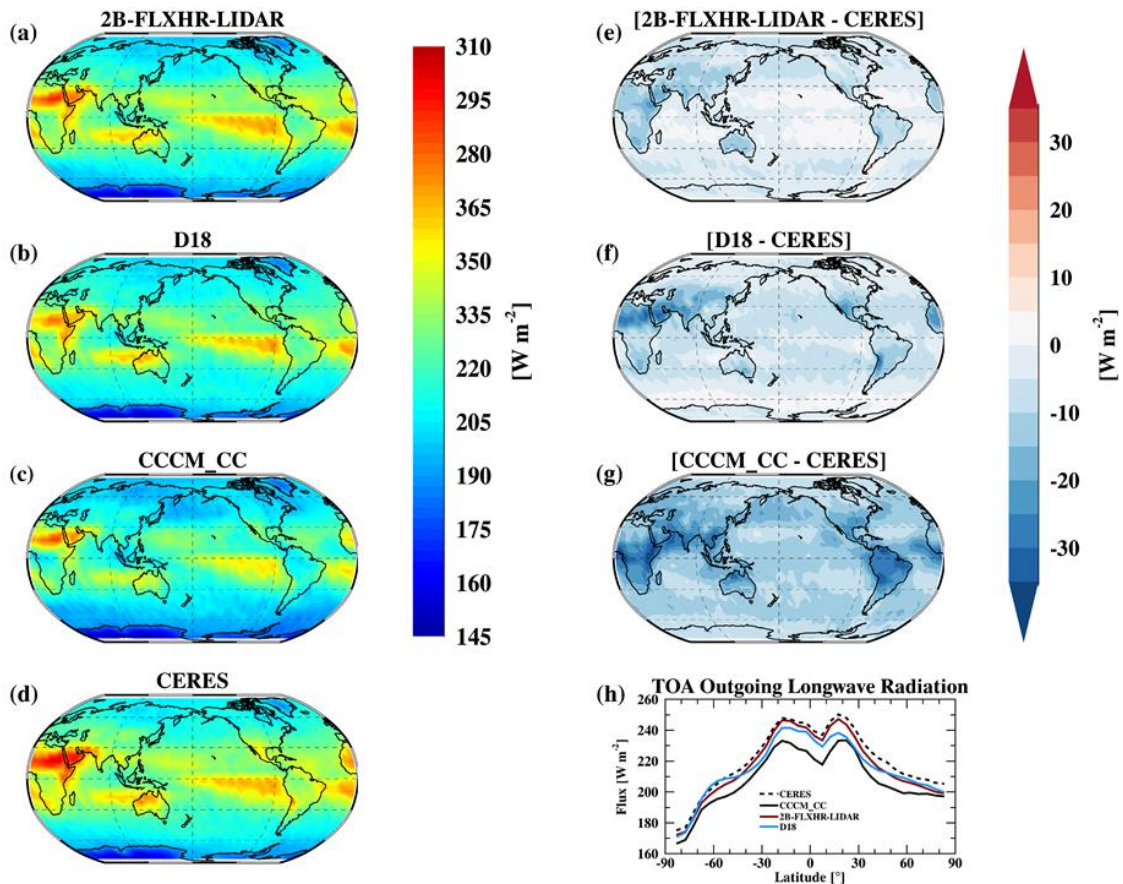 (a)
2B-FLXHR-LIDAR
(b)
D18
(c)
CCCM_CC
(d)
CERES
310
295
280
365
350
335
220
205
190
175
160
145
[W m-2]
(e)
[2B-FLXHR-LIDAR - CERES]
(f)
[D18 - CERES]
(g)
[CCCM_CC - CERES]
30
20
10
0
-10
-20
-30
[W m-2]
(h)
TOA Outgoing Longwave Radiation
260
240
220
200
180
160
Flux [W m-2]
CERES
CCCM_CC
2B-FLXHR-LIDAR
D18
-90
-60
-30
0
30
60
90
Latitude [°]